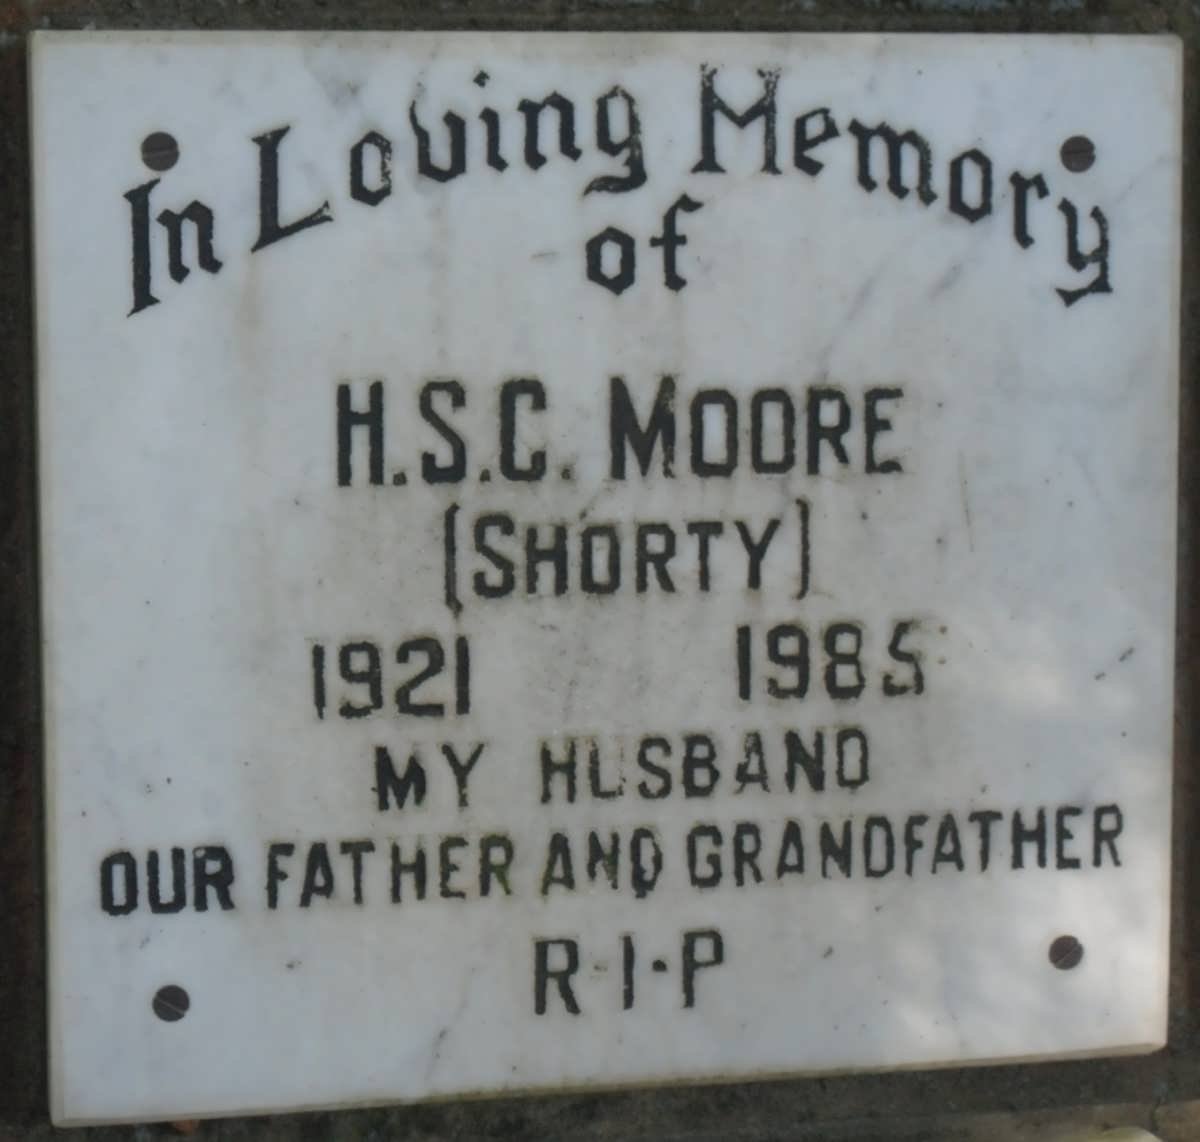 In Loving Memory
of
H.S.C. MOORE
(SHORTY)
1921 1985
MY HUSBAND
OUR FATHER AND GRANDFATHER
R·I·P